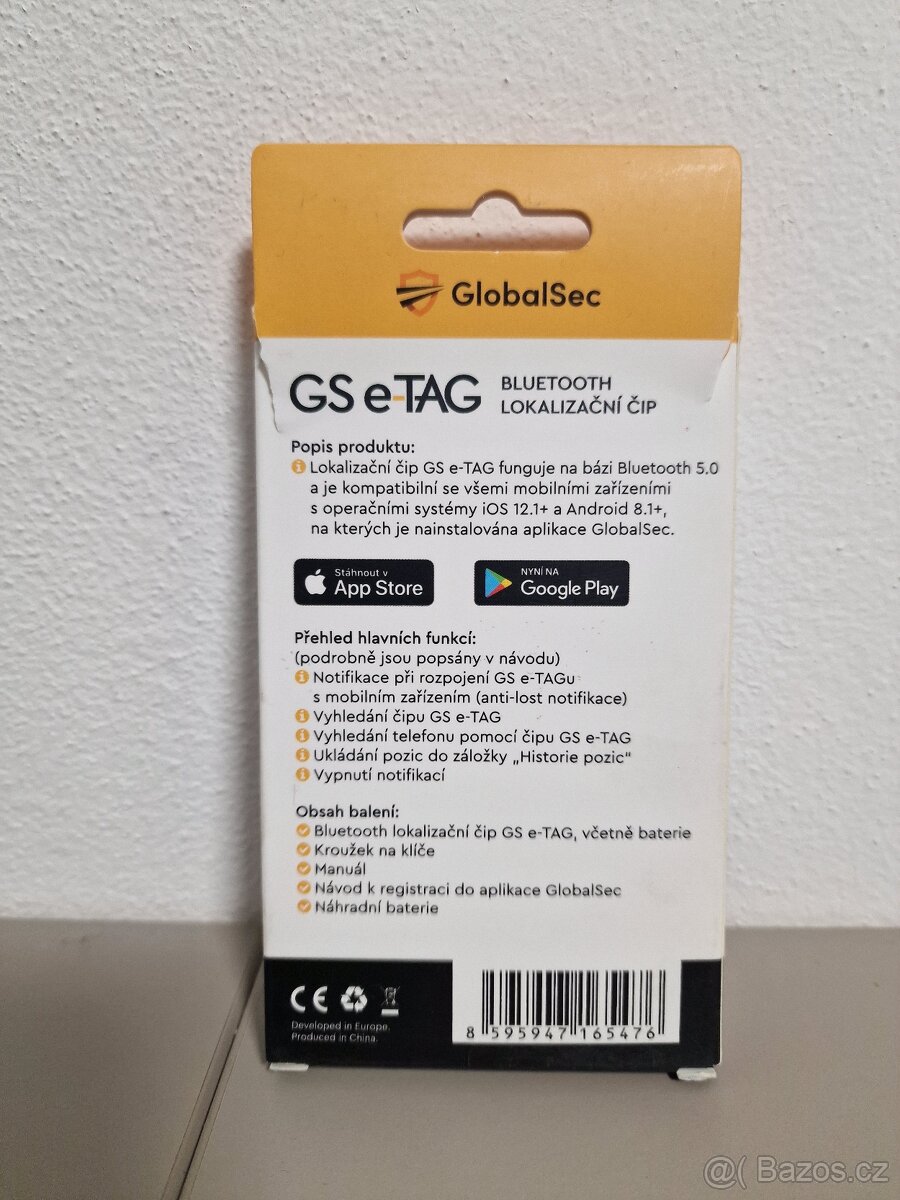 GlobalSec
GS e-TAG
BLUETOOTH
LOKALIZAČNÍ ČIP
Popis produktu:
Lokalizační čip GS e-TAG funguje na bázi Bluetooth 5.0
a je kompatibilní se všemi mobilními zařízeními
s operačními systémy iOS 12.1+ a Android 8.1+,
na kterých je nainstalována aplikace GlobalSec.
Stáhnout v
App Store
NYNÍ NA
Google Play
Přehled hlavních funkcí:
(podrobně jsou popsány v návodu)
Notifikace při rozpojení GS e-TAGu
s mobilním zařízením (anti-lost notifikace)
Vyhledání čipu GS e-TAG
Vyhledání telefonu pomocí čipu GS e-TAG
Ukládání pozic do záložky „Historie pozic“
Vypnutí notifikací
Obsah balení:
Bluetooth lokalizační čip GS e-TAG, včetně baterie
Kroužek na klíče
Manuál
Návod k registraci do aplikace GlobalSec
Náhradní baterie
CE
Developed in Europe.
Produced in China.
8 595947 165476
@( Bazos.cz